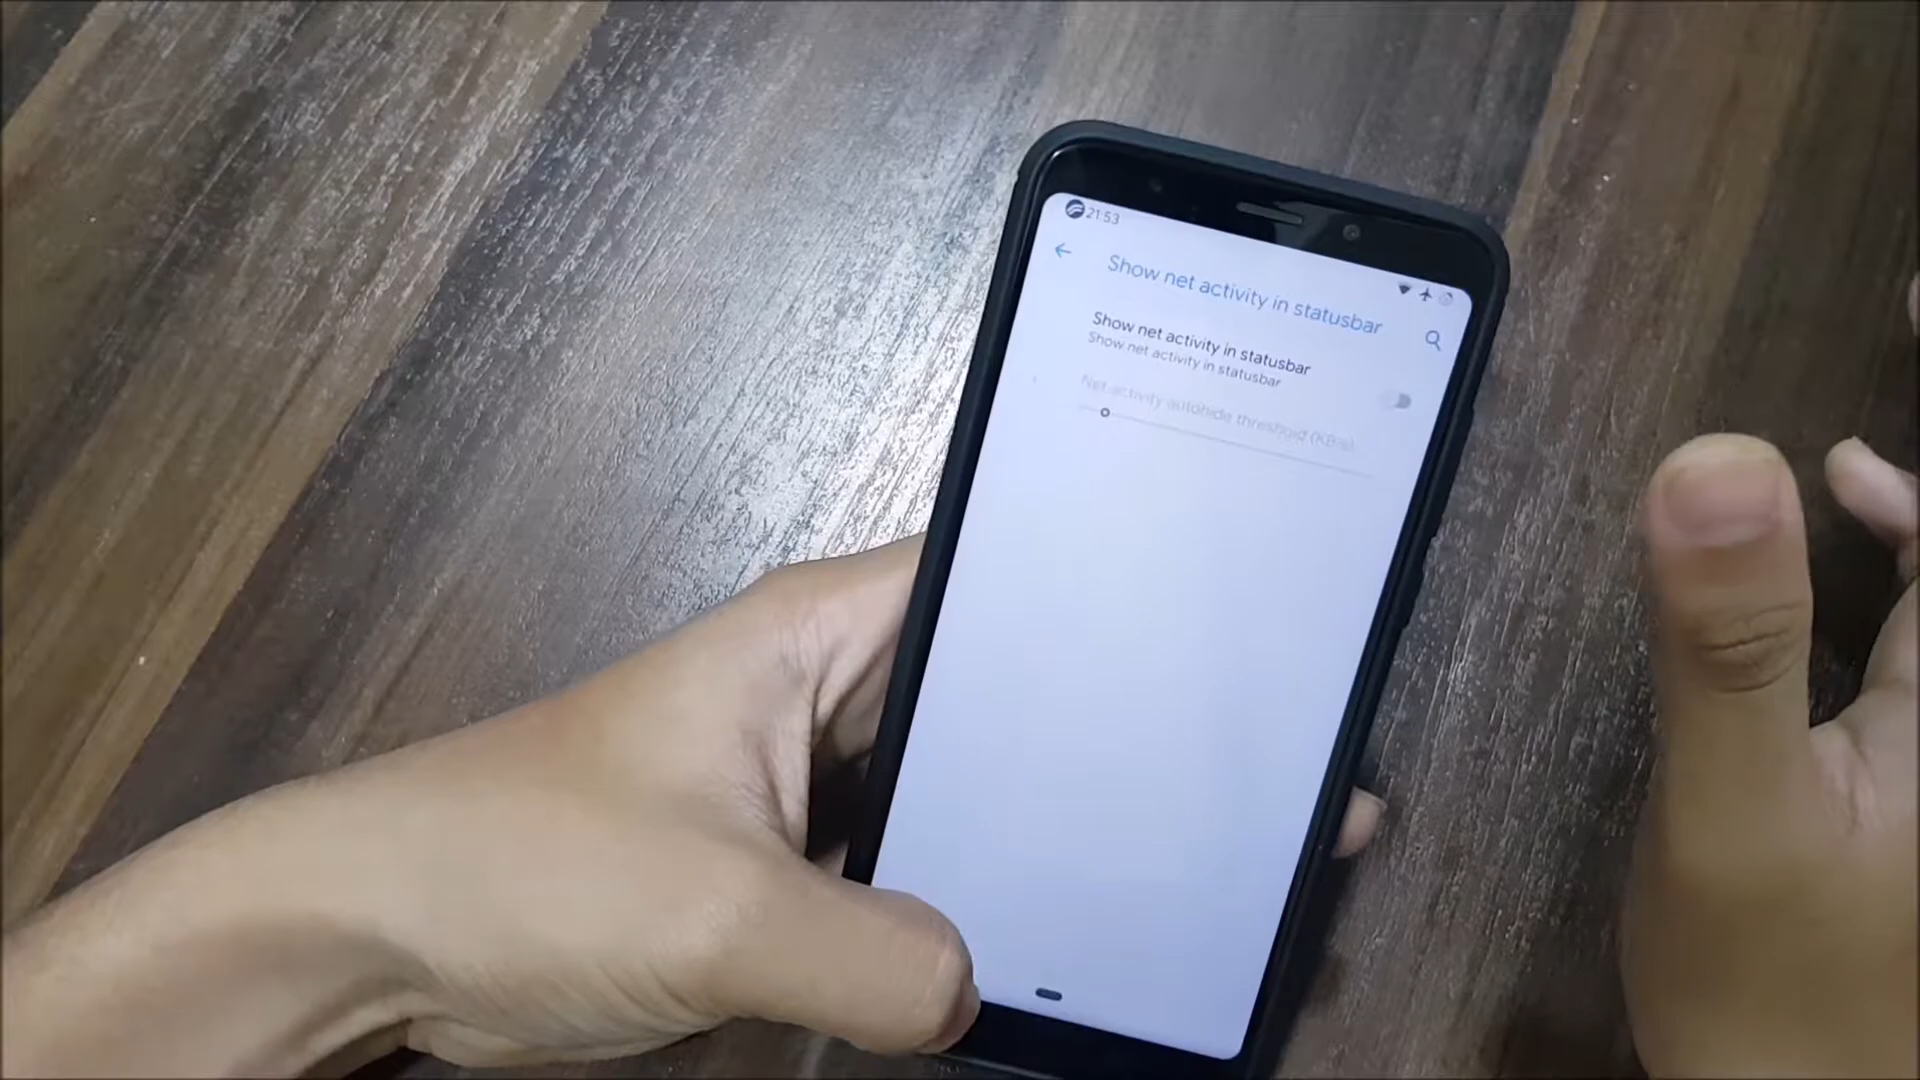 21:53
Show net activity in statusbar
Show net activity in statusbar
Show net activity in statusbar
Net activity autohide threshold (KB/s)